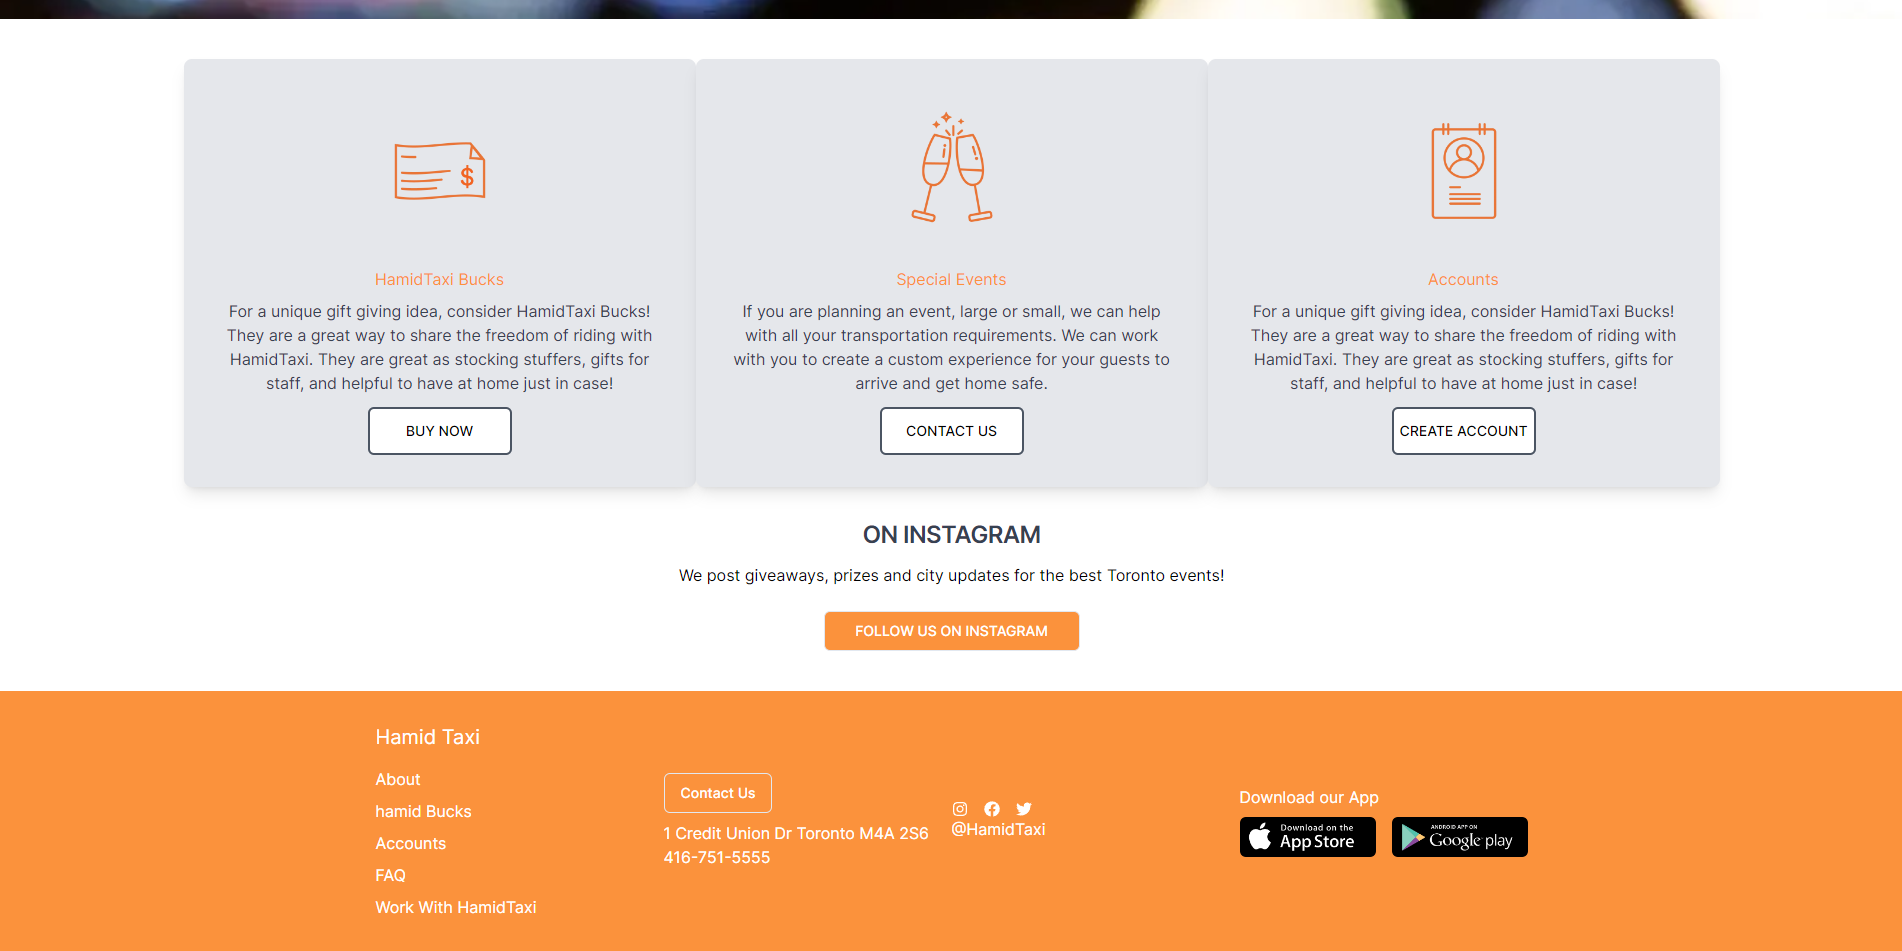 $
HamidTaxi Bucks
For a unique gift giving idea, consider HamidTaxi Bucks!
They are a great way to share the freedom of riding with
HamidTaxi. They are great as stocking stuffers, gifts for
staff, and helpful to have at home just in case!
BUY NOW
Special Events
If you are planning an event, large or small, we can help
with all your transportation requirements. We can work
with you to create a custom experience for your guests to
arrive and get home safe.
CONTACT US
Accounts
For a unique gift giving idea, consider HamidTaxi Bucks!
They are a great way to share the freedom of riding with
HamidTaxi. They are great as stocking stuffers, gifts for
staff, and helpful to have at home just in case!
CREATE ACCOUNT
ON INSTAGRAM
We post giveaways, prizes and city updates for the best Toronto events!
FOLLOW US ON INSTAGRAM
Hamid Taxi
About
hamid Bucks
Accounts
FAQ
Work With HamidTaxi
Contact Us
1 Credit Union Dr Toronto M4A 2S6
416-751-5555
@HamidTaxi
Download our App
Download on the
App Store
ANDROID APP ON
Google play